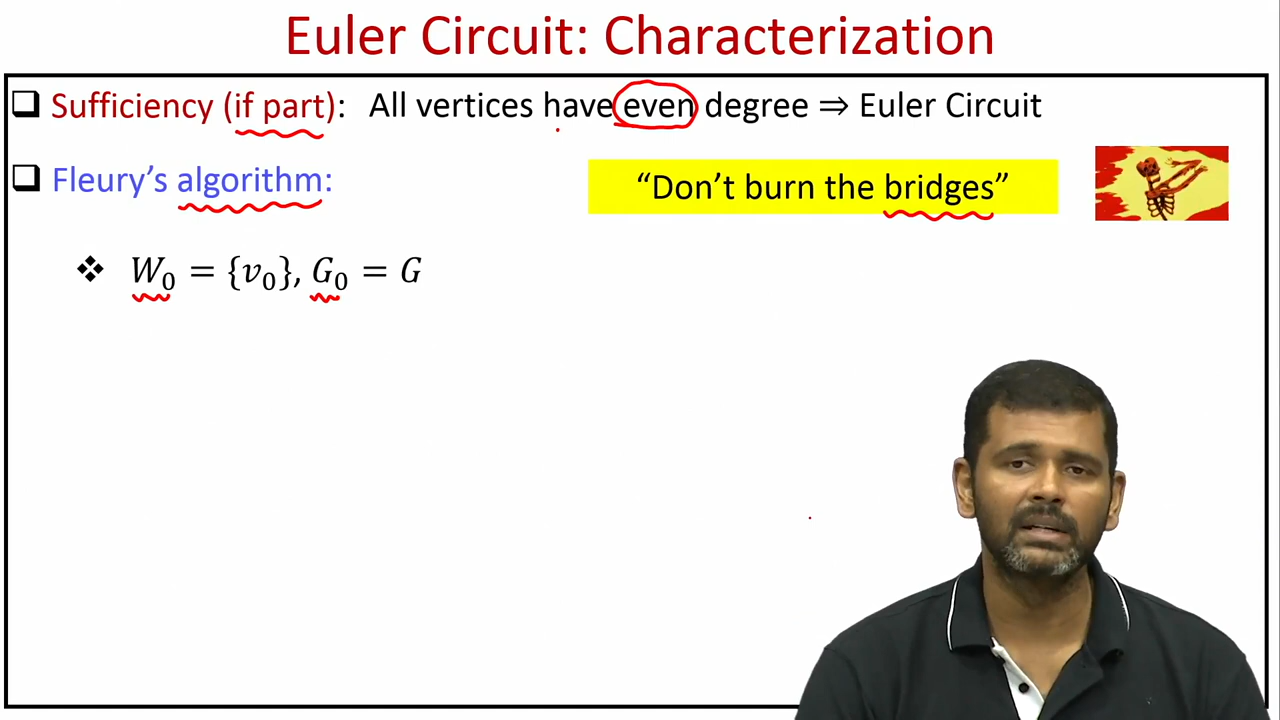 Euler Circuit: Characterization
❑ Sufficiency (if part): All vertices have even degree ⇒ Euler Circuit
❑ Fleury’s algorithm:
“Don’t burn the bridges”
❖ 𝑊₀ = {𝑣₀}, 𝐺₀ = 𝐺